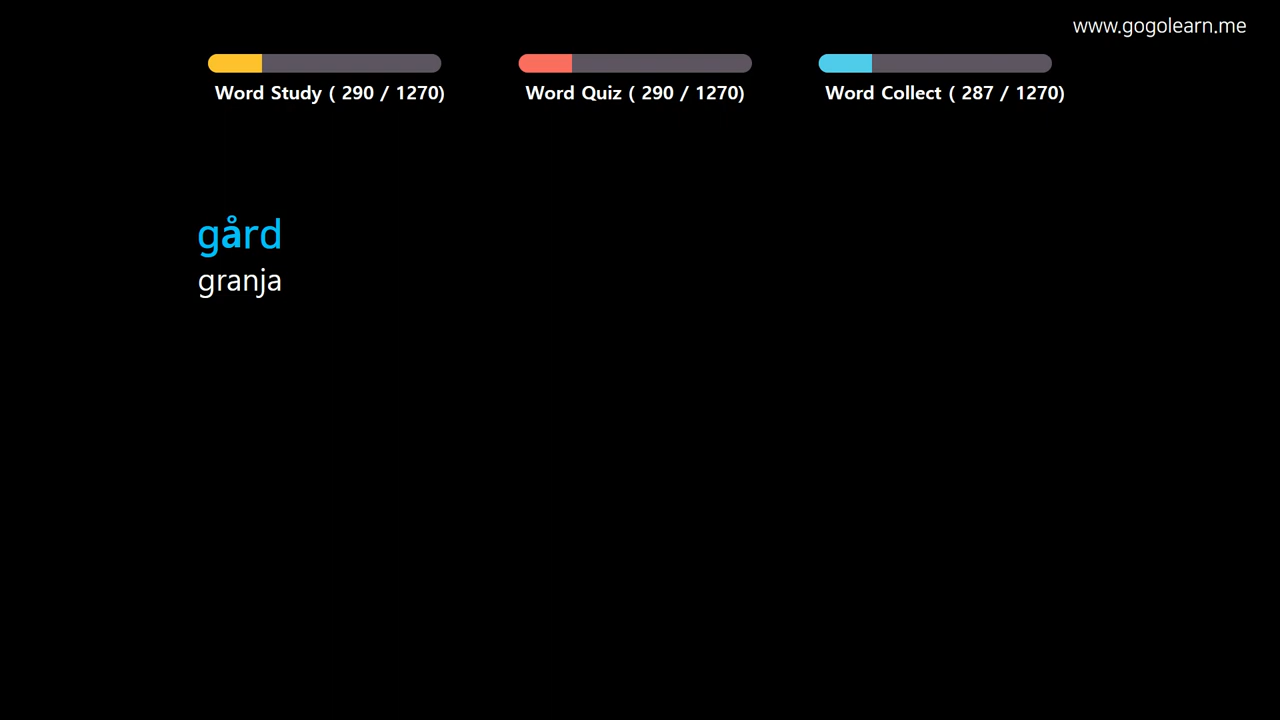 www.gogolearn.me
Word Study ( 290 / 1270)
Word Quiz ( 290 / 1270)
Word Collect ( 287 / 1270)
gård
granja